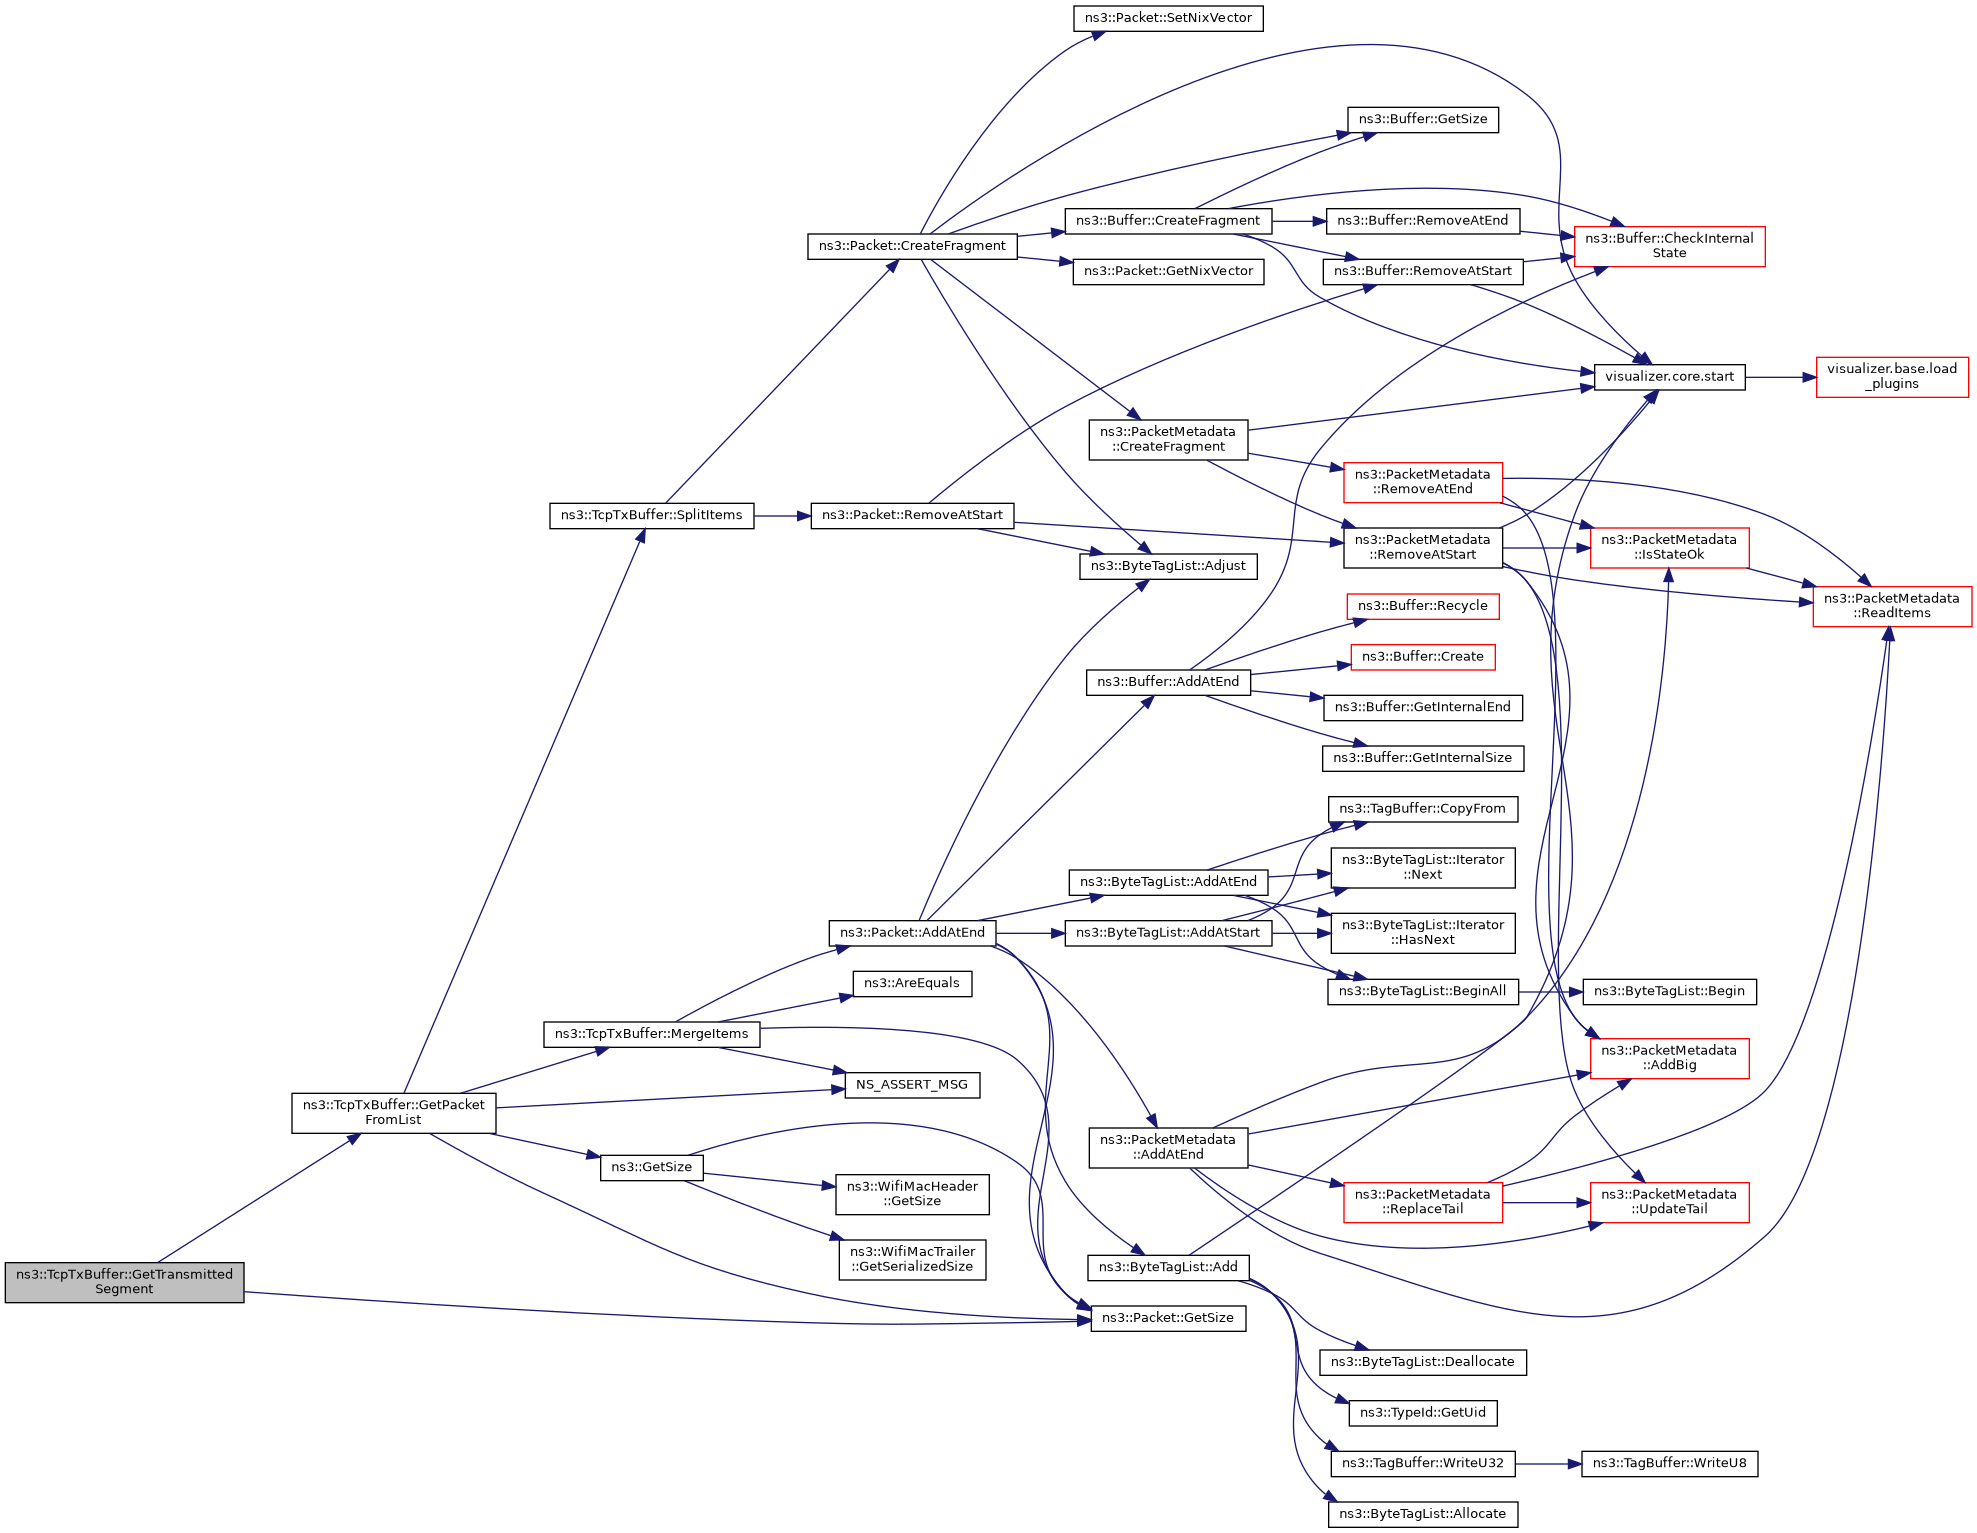 ns3::Packet::SetNixVector
ns3::Buffer::GetSize
ns3::Buffer::CreateFragment
ns3::Buffer::RemoveAtEnd
ns3::Packet::CreateFragment
ns3::Buffer::CheckInternal
State
ns3::Packet::GetNixVector
ns3::Buffer::RemoveAtStart
visualizer.core.start
visualizer.base.load
_plugins
ns3::PacketMetadata
::CreateFragment
ns3::PacketMetadata
::RemoveAtEnd
ns3::TcpTxBuffer::SplitItems
ns3::Packet::RemoveAtStart
ns3::PacketMetadata
::RemoveAtStart
ns3::PacketMetadata
::IsStateOk
ns3::ByteTagList::Adjust
ns3::PacketMetadata
::ReadItems
ns3::Buffer::Recycle
ns3::Buffer::Create
ns3::Buffer::AddAtEnd
ns3::Buffer::GetInternalEnd
ns3::Buffer::GetInternalSize
ns3::TagBuffer::CopyFrom
ns3::ByteTagList::Iterator
::Next
ns3::ByteTagList::AddAtEnd
ns3::Packet::AddAtEnd
ns3::ByteTagList::AddAtStart
ns3::ByteTagList::Iterator
::HasNext
ns3::AreEquals
ns3::ByteTagList::BeginAll
ns3::ByteTagList::Begin
ns3::TcpTxBuffer::MergeItems
ns3::PacketMetadata
::AddBig
NS_ASSERT_MSG
ns3::TcpTxBuffer::GetPacket
FromList
ns3::PacketMetadata
::AddAtEnd
ns3::GetSize
ns3::WifiMacHeader
::GetSize
ns3::PacketMetadata
::ReplaceTail
ns3::PacketMetadata
::UpdateTail
ns3::WifiMacTrailer
::GetSerializedSize
ns3::ByteTagList::Add
ns3::TcpTxBuffer::GetTransmitted
Segment
ns3::Packet::GetSize
ns3::ByteTagList::Deallocate
ns3::TypeId::GetUid
ns3::TagBuffer::WriteU32
ns3::TagBuffer::WriteU8
ns3::ByteTagList::Allocate